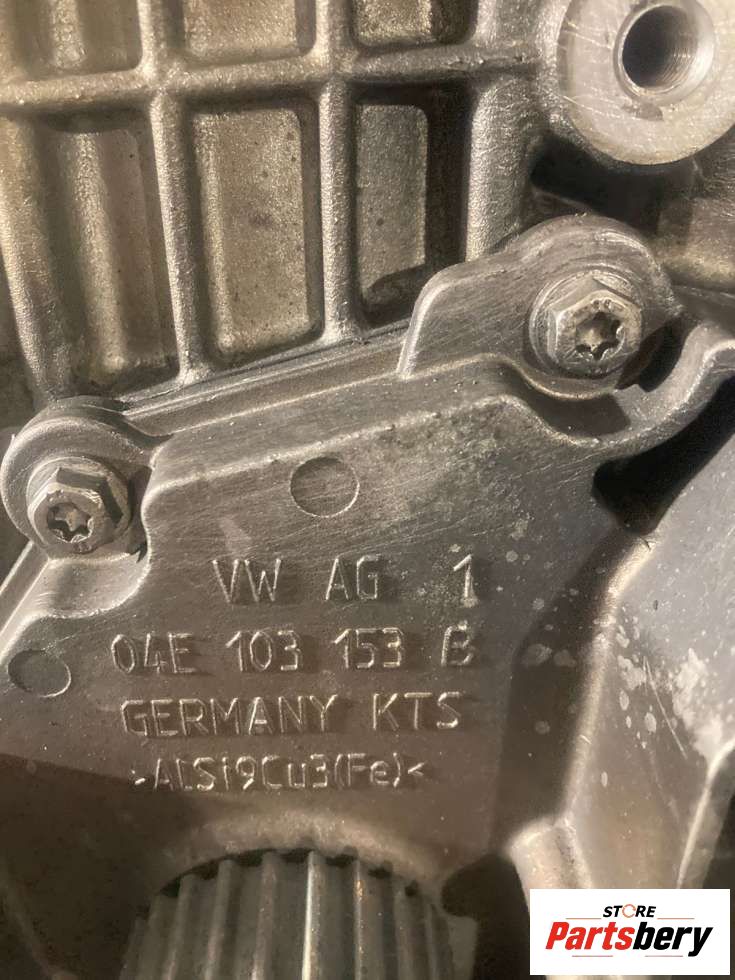 VW AG 1
04E 103 153 B
GERMANY KTS
>ALSi9Cu3(Fe)<
STORE
Partsbery